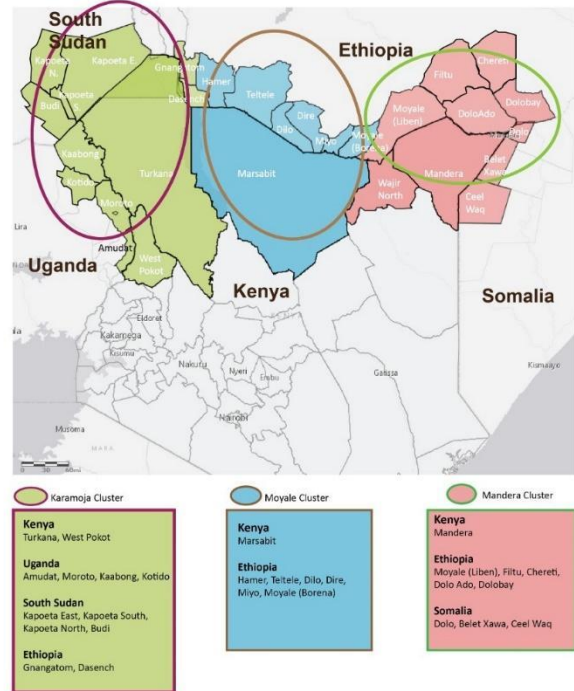 South
Sudan
Ethiopia
Kapoeta
N.
Kapoeta E.
Gnangatom
Hamer
Filtu
Chereti
Budi
Kapoeta
S.
Dasench
Teltele
Dire
Dilo
Miyo
Moyale
(Borena)
Moyale
(Liben)
DoloAdo
Dolobay
Dolo
Kaabong
Kotido
Turkana
Marsabit
Mandera
Belet
Xawa
Moroto
Wajir
North
Ceel
Waq
Lira
Amudat
West
Pokot
Uganda
Kenya
Somalia
Eldoret
Kakamega
Kisumu
Nakuru
Nyeri
Embu
Garissa
Kismaayo
Nairobi
Musoma
MARA
Karamoja Cluster
Moyale Cluster
Mandera Cluster
Kenya
Turkana, West Pokot
Uganda
Amudat, Moroto, Kaabong, Kotido
South Sudan
Kapoeta East, Kapoeta South,
Kapoeta North, Budi
Ethiopia
Gnangatom, Dasench
Kenya
Marsabit
Ethiopia
Hamer, Teltele, Dilo, Dire,
Miyo, Moyale (Borena)
Kenya
Mandera
Ethiopia
Moyale (Liben), Filtu, Chereti,
Dolo Ado, Dolobay
Somalia
Dolo, Belet Xawa, Ceel Waq